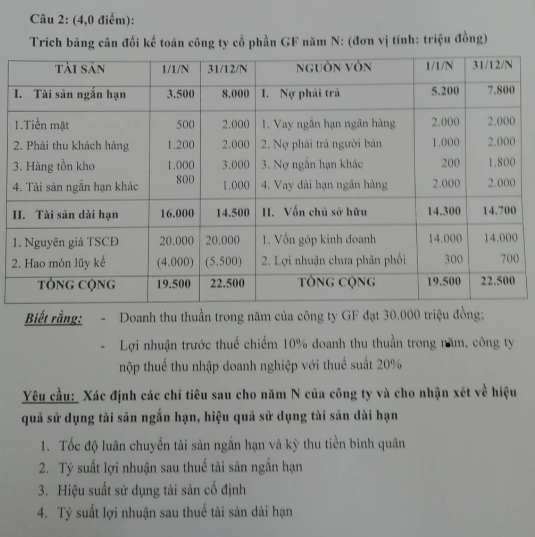 Câu 2: (4,0 điểm):
Trích bảng cân đối kế toán công ty cổ phần GF năm N: (đơn vị tính: triệu đồng)
TÀI SẢN 1/1/N 31/12/N NGUỒN VỐN 1/1/N 31/12/N
I. Tài sản ngắn hạn 3.500 8.000 I. Nợ phải trả 5.200 7.800
1.Tiền mặt 500 2.000 1. Vay ngắn hạn ngân hàng 2.000 2.000
2. Phải thu khách hàng 1.200 2.000 2. Nợ phải trả người bán 1.000 2.000
3. Hàng tồn kho 1.000 3.000 3. Nợ ngắn hạn khác 200 1.800
4. Tài sản ngắn hạn khác 800 1.000 4. Vay dài hạn ngân hàng 2.000 2.000
II. Tài sản dài hạn 16.000 14.500 II. Vốn chủ sở hữu 14.300 14.700
1. Nguyên giá TSCĐ 20.000 20.000 1. Vốn góp kinh doanh 14.000 14.000
2. Hao mòn lũy kế (4.000) (5.500) 2. Lợi nhuận chưa phân phối 300 700
TỔNG CỘNG 19.500 22.500 TỔNG CỘNG 19.500 22.500
Biết rằng: - Doanh thu thuần trong năm của công ty GF đạt 30.000 triệu đồng;
- Lợi nhuận trước thuế chiếm 10% doanh thu thuần trong năm, công ty
nộp thuế thu nhập doanh nghiệp với thuế suất 20%
Yêu cầu: Xác định các chỉ tiêu sau cho năm N của công ty và cho nhận xét về hiệu
quả sử dụng tài sản ngắn hạn, hiệu quả sử dụng tài sản dài hạn
1. Tốc độ luân chuyển tài sản ngắn hạn và kỳ thu tiền bình quân
2. Tỷ suất lợi nhuận sau thuế tài sản ngắn hạn
3. Hiệu suất sử dụng tài sản cố định
4. Tỷ suất lợi nhuận sau thuế tài sản dài hạn